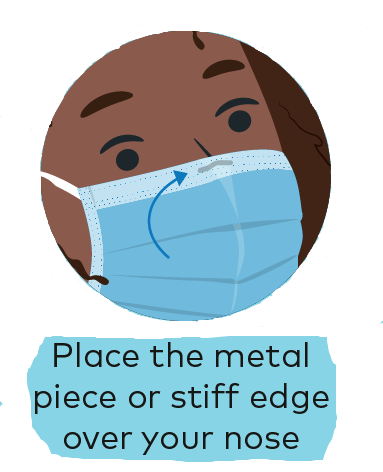 Place the metal
piece or stiff edge
over your nose